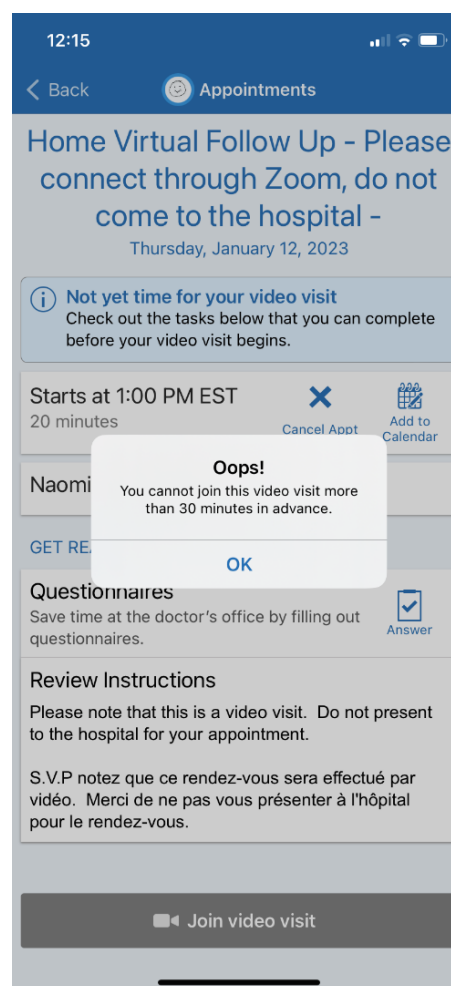 12:15
Back
Appointments
Home Virtual Follow Up - Please
connect through Zoom, do not
come to the hospital -
Thursday, January 12, 2023
Not yet time for your video visit
Check out the tasks below that you can complete
before your video visit begins.
Starts at 1:00 PM EST
20 minutes
Cancel Appt
Add to
Calendar
Naomi
Oops!
You cannot join this video visit more
than 30 minutes in advance.
OK
GET RE
Questionnaires
Save time at the doctor's office by filling out
questionnaires.
Answer
Review Instructions
Please note that this is a video visit.  Do not present
to the hospital for your appointment.
S.V.P notez que ce rendez-vous sera effectué par
vidéo.  Merci de ne pas vous présenter à l'hôpital
pour le rendez-vous.
Join video visit